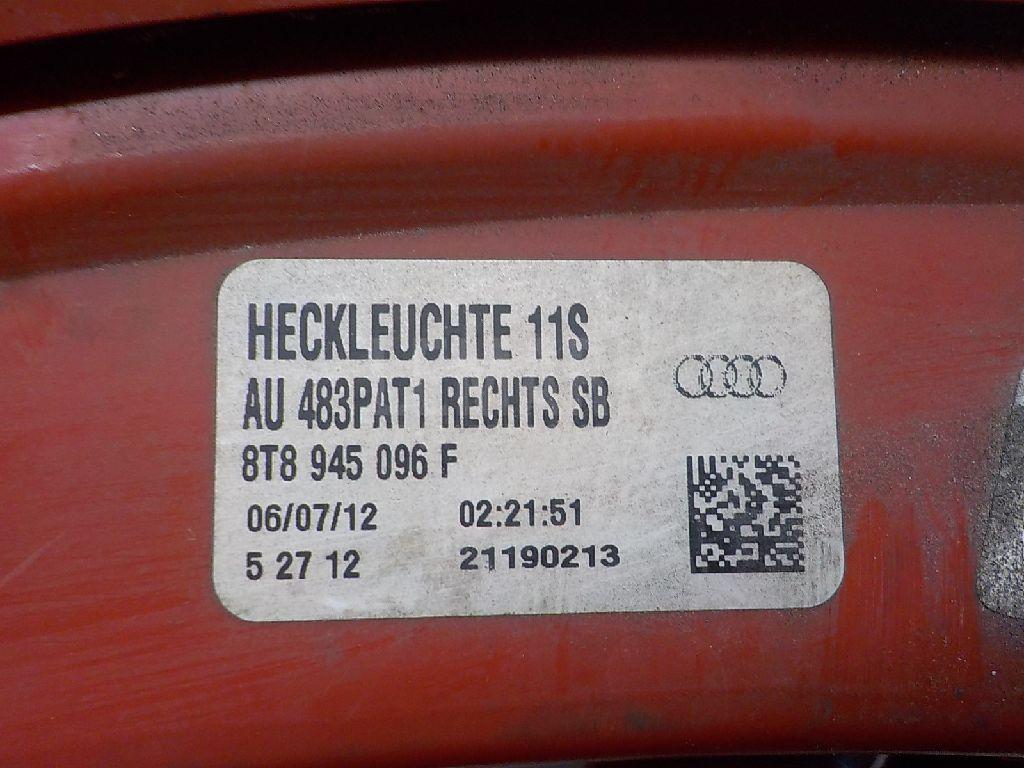 HECKLEUCHTE 11S
AU 483PAT1 RECHTS SB
8T8 945 096 F
06/07/12 02:21:51
5 27 12 21190213